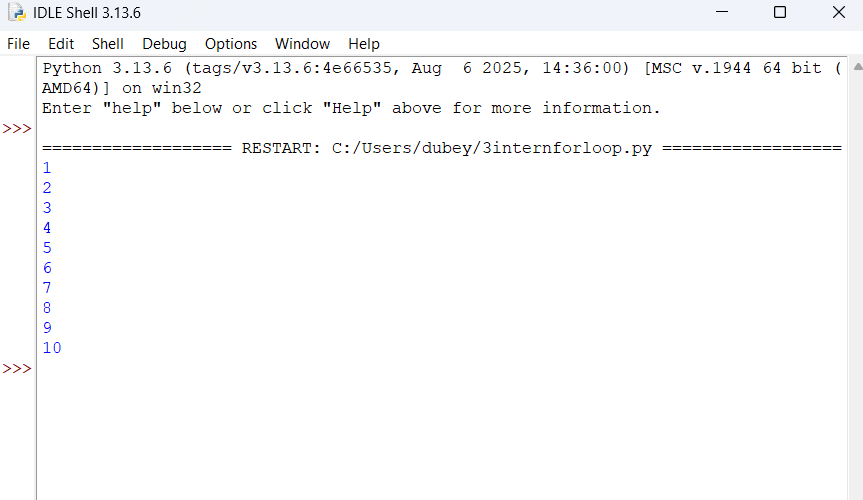 IDLE Shell 3.13.6
File Edit Shell Debug Options Window Help
Python 3.13.6 (tags/v3.13.6:4e66535, Aug  6 2025, 14:36:00) [MSC v.1944 64 bit (
AMD64)] on win32
Enter "help" below or click "Help" above for more information.
>>>
=================== RESTART: C:/Users/dubey/3internforloop.py ==================
1
2
3
4
5
6
7
8
9
10
>>>